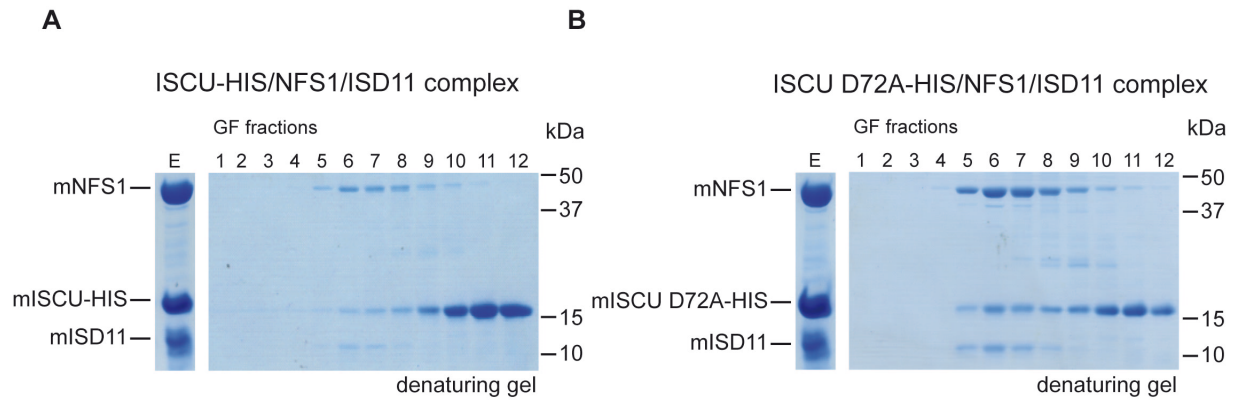 A
ISCU-HIS/NFS1/ISD11 complex
GF fractions
kDa
E 1 2 3 4 5 6 7 8 9 10 11 12
mNFS1
50
37
mISCU-HIS
15
mISD11
10
denaturing gel
B
ISCU D72A-HIS/NFS1/ISD11 complex
GF fractions
kDa
E 1 2 3 4 5 6 7 8 9 10 11 12
mNFS1
50
37
mISCU D72A-HIS
15
mISD11
10
denaturing gel